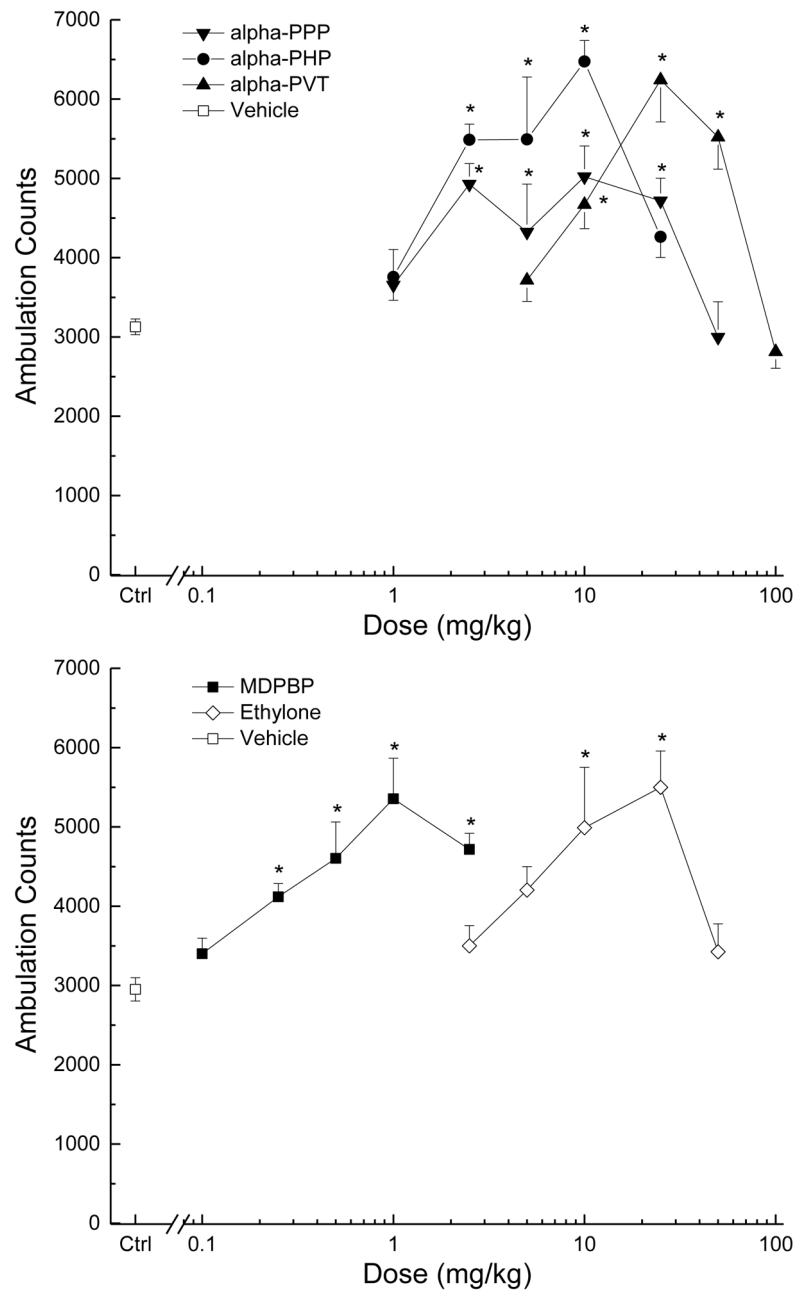 7000
6000
5000
4000
3000
2000
1000
0
Ambulation Counts
alpha-PPP
alpha-PHP
alpha-PVT
Vehicle
* * * * * * * * * * *
Ctrl 0.1 1 10 100
Dose (mg/kg)
7000
6000
5000
4000
3000
2000
1000
0
Ambulation Counts
MDPBP
Ethylone
Vehicle
* * * * * *
Ctrl 0.1 1 10 100
Dose (mg/kg)